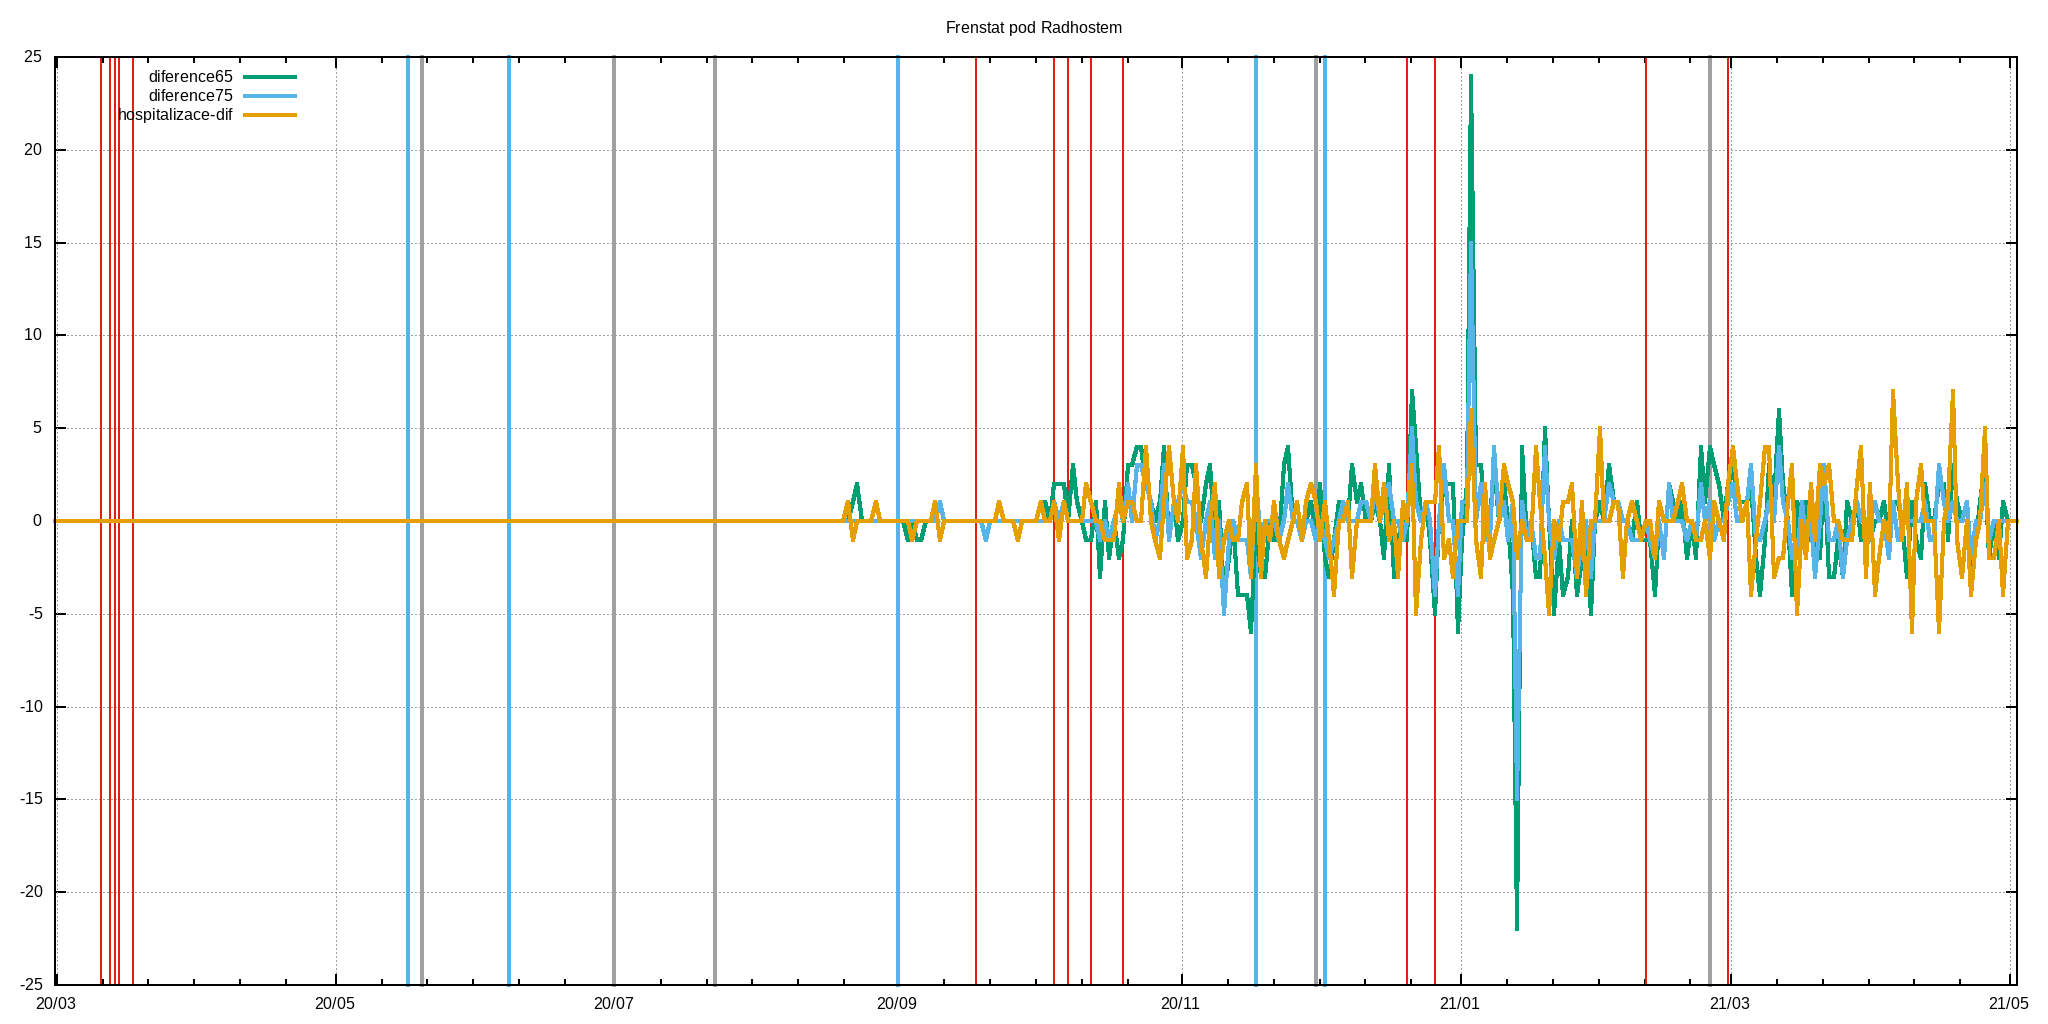 Frenstat pod Radhostem
25
diference65
diference75
hospitalizace-dif
20
15
10
5
0
-5
-10
-15
-20
-25
20/03 20/05 20/07 20/09 20/11 21/01 21/03 21/05